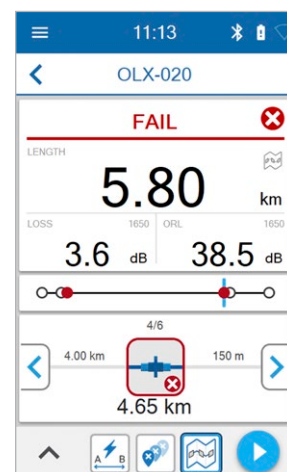 11:13
OLX-020
FAIL
LENGTH
5.80 km
LOSS 1650 ORL 1650
3.6 dB 38.5 dB
4/6
4.00 km 150 m
4.65 km
A B